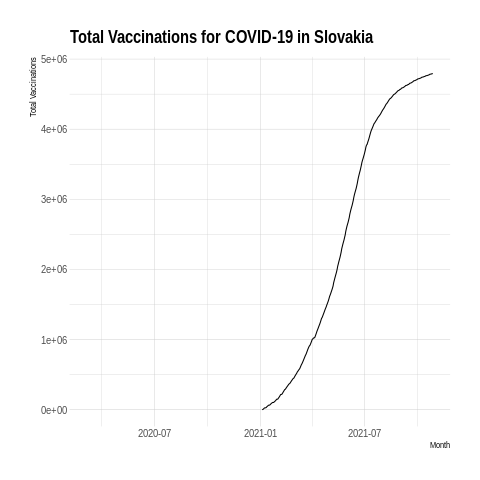 Total Vaccinations for COVID-19 in Slovakia
Total Vaccinations
5e+06
4e+06
3e+06
2e+06
1e+06
0e+00
2020-07 2021-01 2021-07
Month